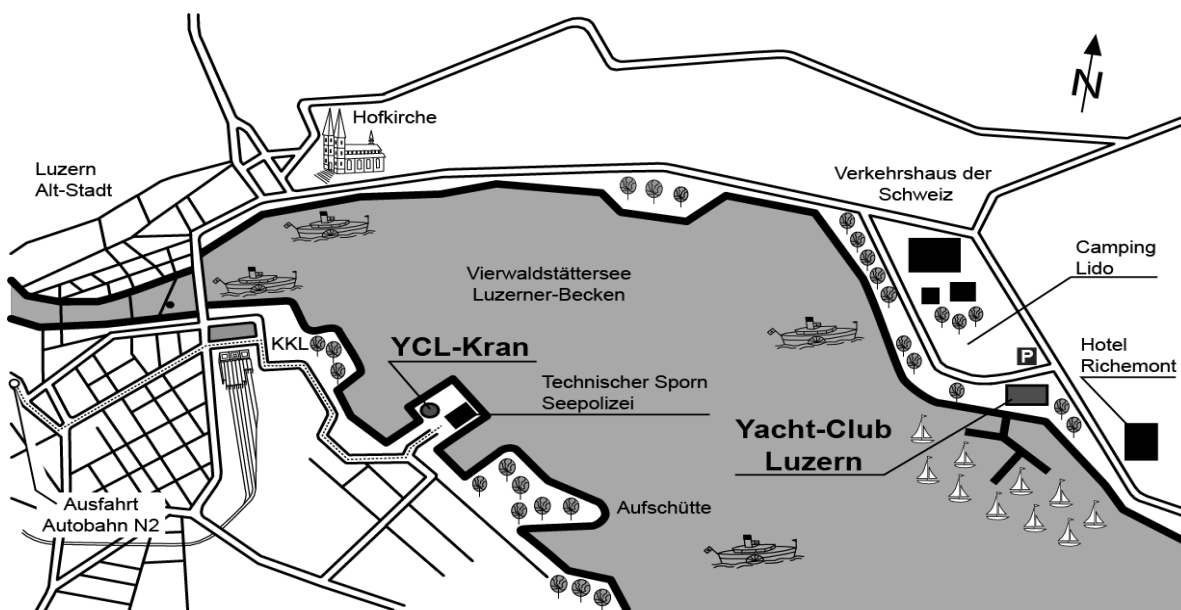 N
Hofkirche
Luzern
Alt-Stadt
Verkehrshaus der
Schweiz
Camping
Lido
Vierwaldstättersee
Luzerner-Becken
KKL
YCL-Kran
P
Hotel
Richemont
Technischer Sporn
Seepolizei
Yacht-Club
Luzern
Ausfahrt
Autobahn N2
Aufschütte